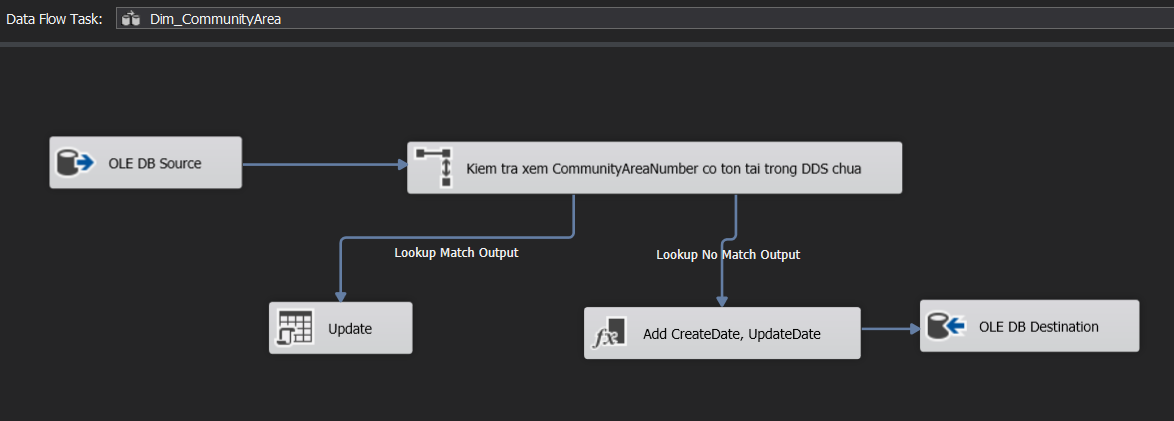 Data Flow Task: Dim_CommunityArea
OLE DB Source
Kiem tra xem CommunityAreaNumber co ton tai trong DDS chua
Lookup Match Output
Lookup No Match Output
Update
Add CreateDate, UpdateDate
OLE DB Destination